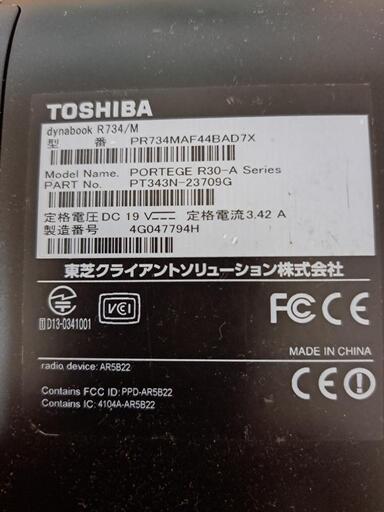 TOSHIBA
dynabook R734/M
型 番 PR734MAF44BAD7X
Model Name. PORTEGE R30-A Series
PART No. PT343N-23709G
定格電圧DC 19 V 定格電流3.42 A
製造番号 4G047794H
東芝クライアントソリューション株式会社
D13-0341001
VCI
FC CE
MADE IN CHINA
radio device: AR5B22
CE
Contains FCC ID: PPD-AR5B22
Contains IC: 4104A-AR5B22